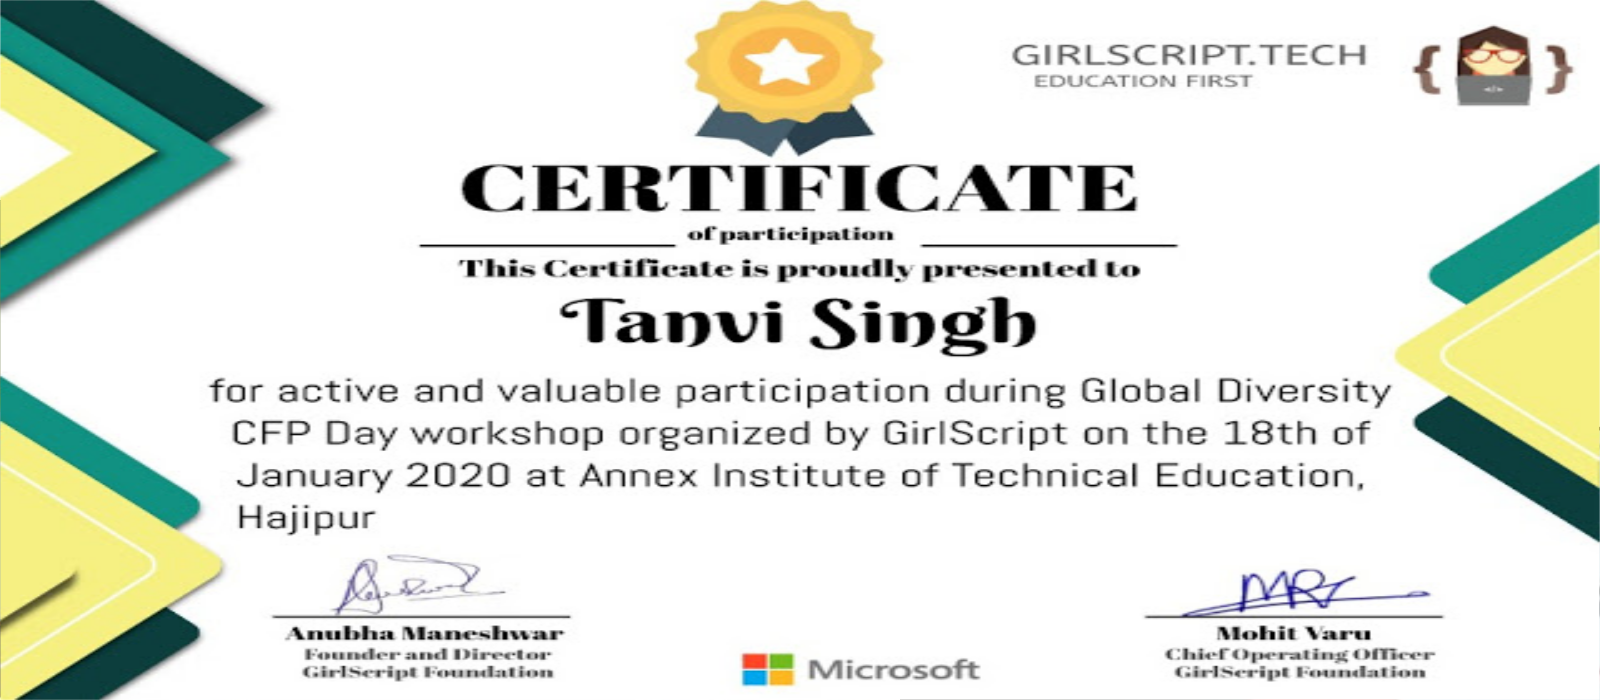 GIRLSCRIPT.TECH
EDUCATION FIRST
CERTIFICATE
of participation
This Certificate is proudly presented to
Tanvi Singh
for active and valuable participation during Global Diversity
CFP Day workshop organized by GirlScript on the 18th of
January 2020 at Annex Institute of Technical Education,
Hajipur
Anubha Maneshwar
Founder and Director
GirlScript Foundation
Microsoft
Mohit Varu
Chief Operating Officer
GirlScript Foundation